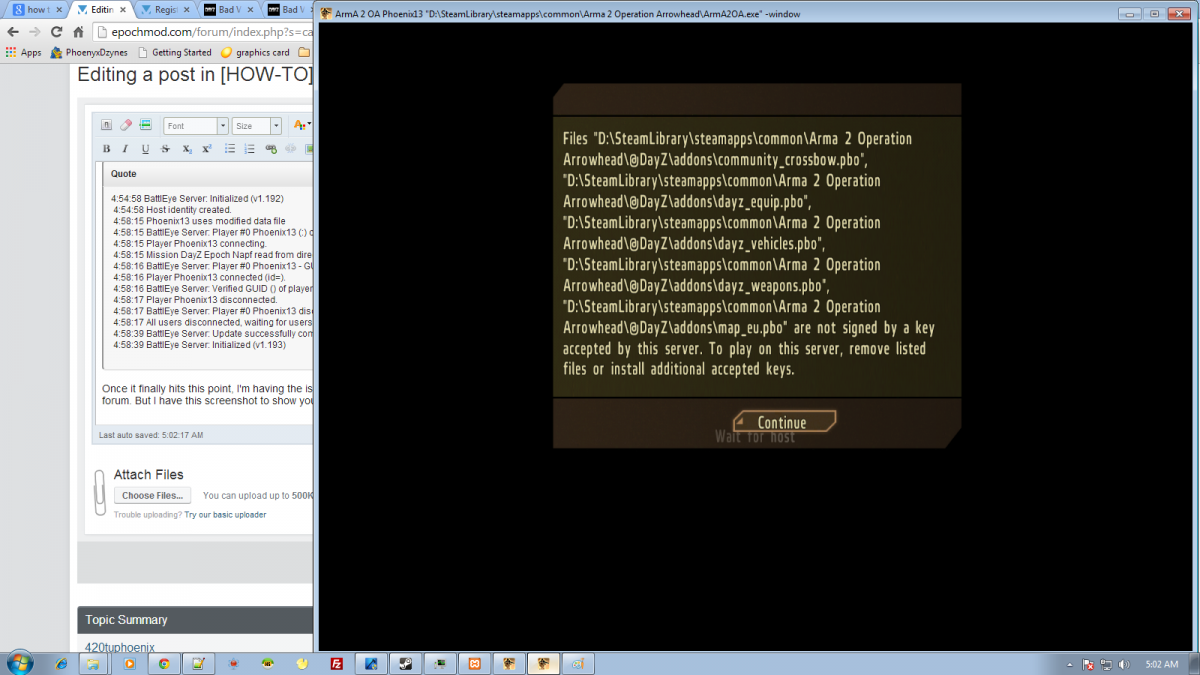 how t
Editin
Regist
Bad V
Bad V
ArmA 2 OA Phoenix13 "D:\SteamLibrary\steamapps\common\Arma 2 Operation Arrowhead\ArmA2OA.exe" -window
epochmod.com/forum/index.php?s=ca
Apps
PhoenyxDzynes
Getting Started
graphics card
Editing a post in [HOW-TO]
Font
Size
B I U S X₂ X²
Quote
4:54:58 BattlEye Server: Initialized (v1.192)
4:54:58 Host identity created.
4:58:15 Phoenix13 uses modified data file
4:58:15 BattlEye Server: Player #0 Phoenix13 (:) c
4:58:15 Player Phoenix13 connecting.
4:58:15 Mission DayZ Epoch Napf read from dire
4:58:16 BattlEye Server: Player #0 Phoenix13 - GU
4:58:16 Player Phoenix13 connected (id=).
4:58:16 BattlEye Server: Verified GUID () of player
4:58:17 Player Phoenix13 disconnected.
4:58:17 BattlEye Server: Player #0 Phoenix13 disc
4:58:17 All users disconnected, waiting for users
4:58:39 BattlEye Server: Update successfully com
4:58:39 BattlEye Server: Initialized (v1.193)
Once it finally hits this point, I'm having the is
forum. But I have this screenshot to show you
Last auto saved: 5:02:17 AM
Attach Files
Choose Files...
You can upload up to 500K
Trouble uploading? Try our basic uploader
Topic Summary
420tuphoenix
Files "D:\SteamLibrary\steamapps\common\Arma 2 Operation
Arrowhead\@DayZ\addons\community_crossbow.pbo",
"D:\SteamLibrary\steamapps\common\Arma 2 Operation
Arrowhead\@DayZ\addons\dayz_equip.pbo",
"D:\SteamLibrary\steamapps\common\Arma 2 Operation
Arrowhead\@DayZ\addons\dayz_vehicles.pbo",
"D:\SteamLibrary\steamapps\common\Arma 2 Operation
Arrowhead\@DayZ\addons\dayz_weapons.pbo",
"D:\SteamLibrary\steamapps\common\Arma 2 Operation
Arrowhead\@DayZ\addons\map_eu.pbo" are not signed by a key
accepted by this server. To play on this server, remove listed
files or install additional accepted keys.
Continue
Wait for host
5:02 AM